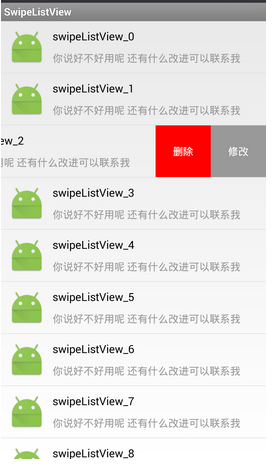 SwipeListView
swipeListView_0
你说好不好用呢 还有什么改进可以联系我
swipeListView_1
你说好不好用呢 还有什么改进可以联系我
ew_2
用呢 还有什么改进可以联系我
删除
修改
swipeListView_3
你说好不好用呢 还有什么改进可以联系我
swipeListView_4
你说好不好用呢 还有什么改进可以联系我
swipeListView_5
你说好不好用呢 还有什么改进可以联系我
swipeListView_6
你说好不好用呢 还有什么改进可以联系我
swipeListView_7
你说好不好用呢 还有什么改进可以联系我
swipeListView_8